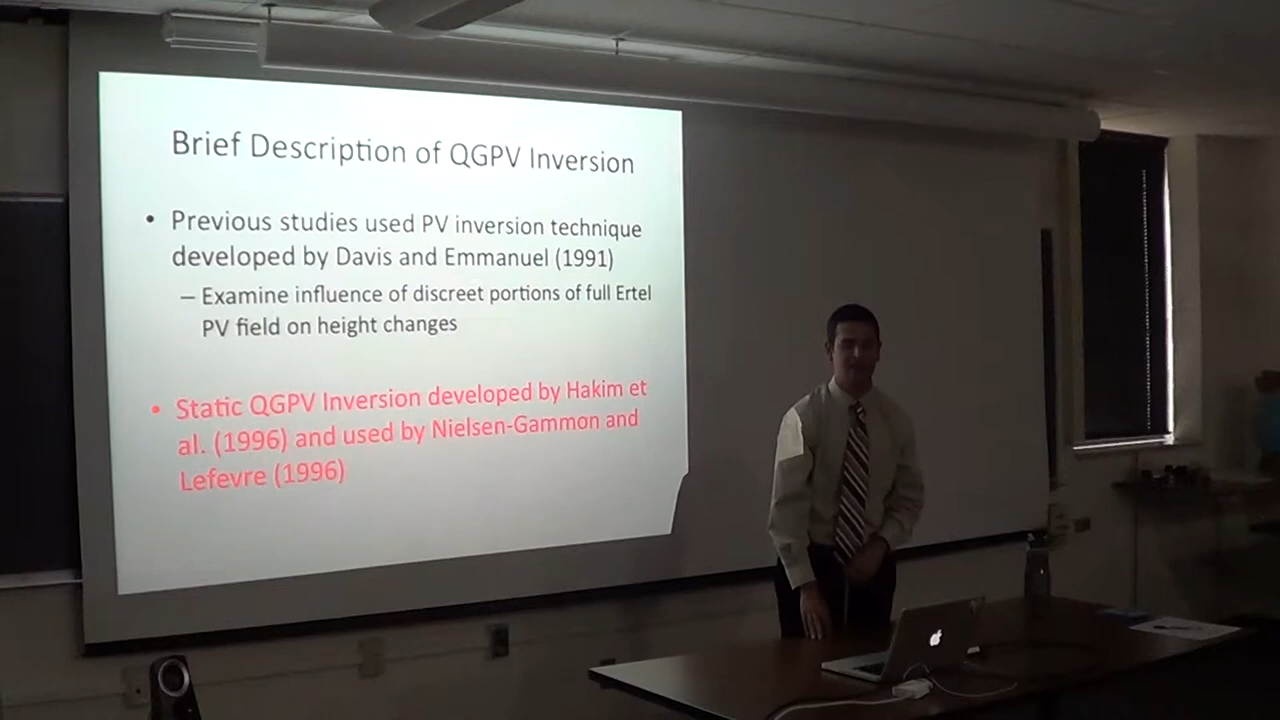 Brief Description of QGPV Inversion
• Previous studies used PV inversion technique
developed by Davis and Emmanuel (1991)
– Examine influence of discreet portions of full Ertel
PV field on height changes
• Static QGPV Inversion developed by Hakim et
al. (1996) and used by Nielsen-Gammon and
Lefevre (1996)